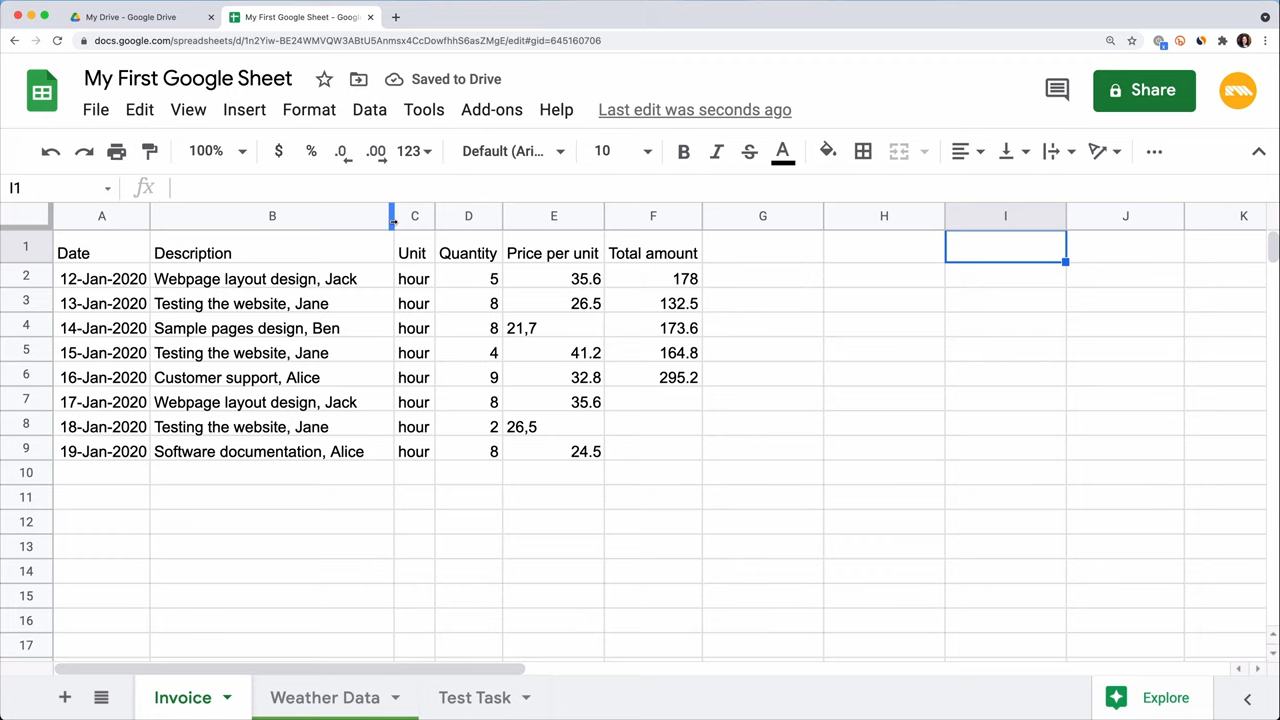 My Drive - Google Drive
My First Google Sheet - Google
docs.google.com/spreadsheets/d/1n2Yiw-BE24WMVQW3ABtU5Anmsx4CcDowfhhS6asZMgE/edit#gid=645160706
My First Google Sheet
Saved to Drive
Share
File Edit View Insert Format Data Tools Add-ons Help Last edit was seconds ago
100% $ % .0 .00 123 Default (Ari... 10 B I S A
I1 fx
A B C D E F G H I J K
1 Date Description Unit Quantity Price per unit Total amount
2 12-Jan-2020 Webpage layout design, Jack hour 5 35.6 178
3 13-Jan-2020 Testing the website, Jane hour 8 26.5 132.5
4 14-Jan-2020 Sample pages design, Ben hour 8 21,7 173.6
5 15-Jan-2020 Testing the website, Jane hour 4 41.2 164.8
6 16-Jan-2020 Customer support, Alice hour 9 32.8 295.2
7 17-Jan-2020 Webpage layout design, Jack hour 8 35.6
8 18-Jan-2020 Testing the website, Jane hour 2 26,5
9 19-Jan-2020 Software documentation, Alice hour 8 24.5
10
11
12
13
14
15
16
17
Invoice Weather Data Test Task Explore